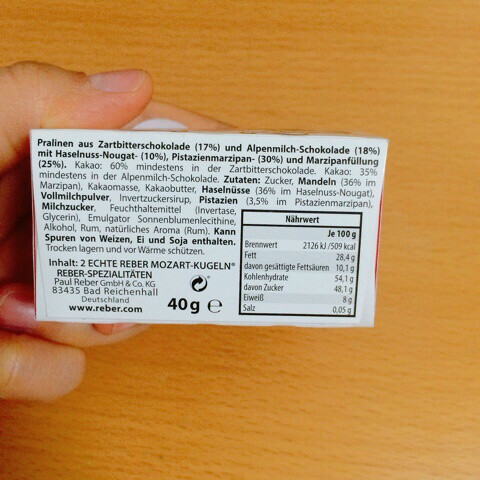 Pralinen aus Zartbitterschokolade (17%) und Alpenmilch-Schokolade (18%)
mit Haselnuss-Nougat- (10%), Pistazienmarzipan- (30%) und Marzipanfüllung
(25%). Kakao: 60% mindestens in der Zartbitterschokolade. Kakao: 35%
mindestens in der Alpenmilch-Schokolade. Zutaten: Zucker, Mandeln (36% im
Marzipan), Kakaomasse, Kakaobutter, Haselnüsse (36% im Haselnuss-Nougat),
Vollmilchpulver, Invertzuckersirup, Pistazien (3,5% im Pistazienmarzipan),
Milchzucker, Feuchthaltemittel (Invertase,
Glycerin), Emulgator Sonnenblumenlecithine,
Alkohol, Rum, natürliches Aroma (Rum). Kann
Spuren von Weizen, Ei und Soja enthalten.
Trocken lagern und vor Wärme schützen.
Inhalt: 2 ECHTE REBER MOZART-KUGELN®
REBER-SPEZIALITÄTEN
Paul Reber GmbH & Co. KG
83435 Bad Reichenhall
Deutschland
www.reber.com
40 g ℮
Nährwert
Je 100 g
Brennwert 2126 kJ/509 kcal
Fett 28,4 g
davon gesättigte Fettsäuren 10,1 g
Kohlenhydrate 54,1 g
davon Zucker 48,1 g
Eiweiß 8 g
Salz 0,05 g